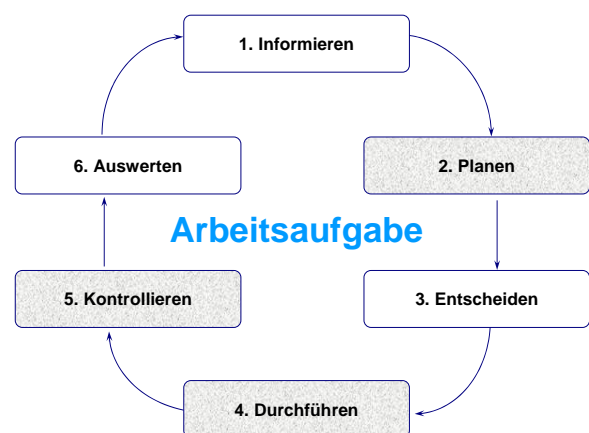 1. Informieren
2. Planen
3. Entscheiden
4. Durchführen
5. Kontrollieren
6. Auswerten
Arbeitsaufgabe